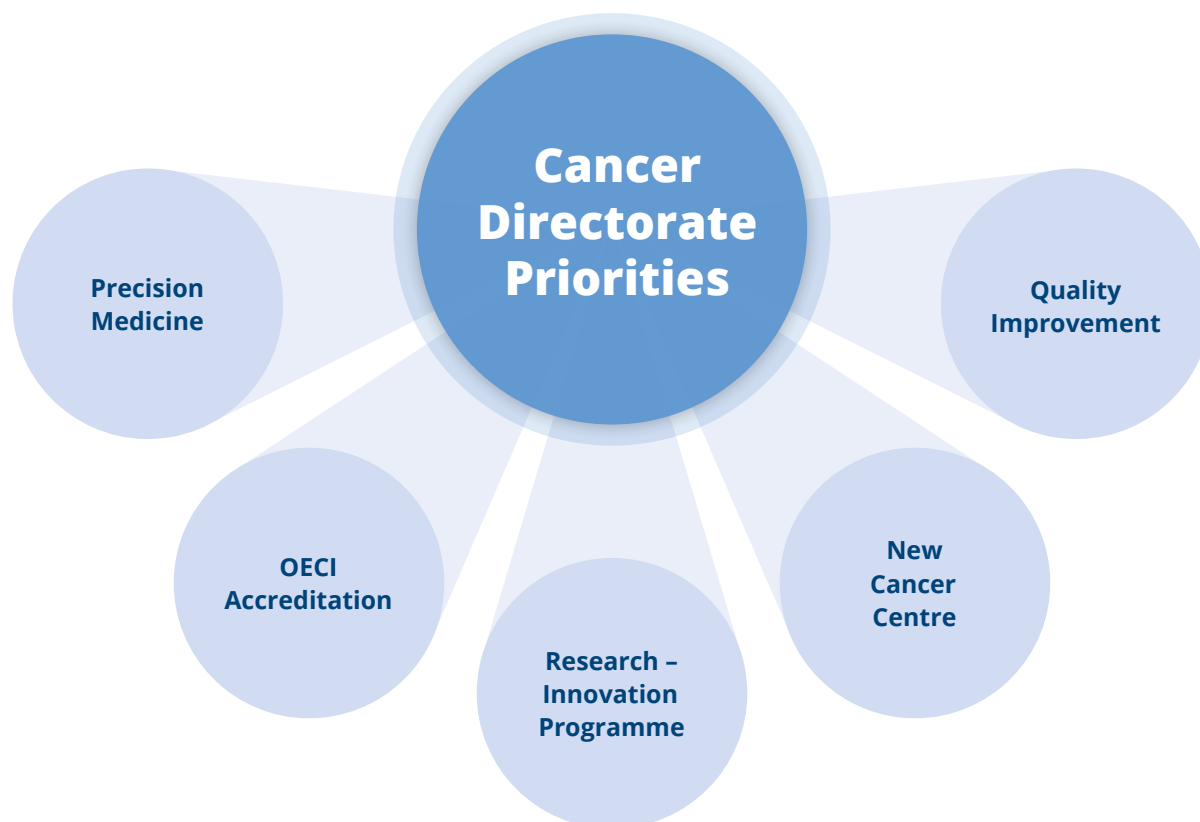 Cancer
Directorate
Priorities
Precision
Medicine
OECI
Accreditation
Research –
Innovation
Programme
New
Cancer
Centre
Quality
Improvement